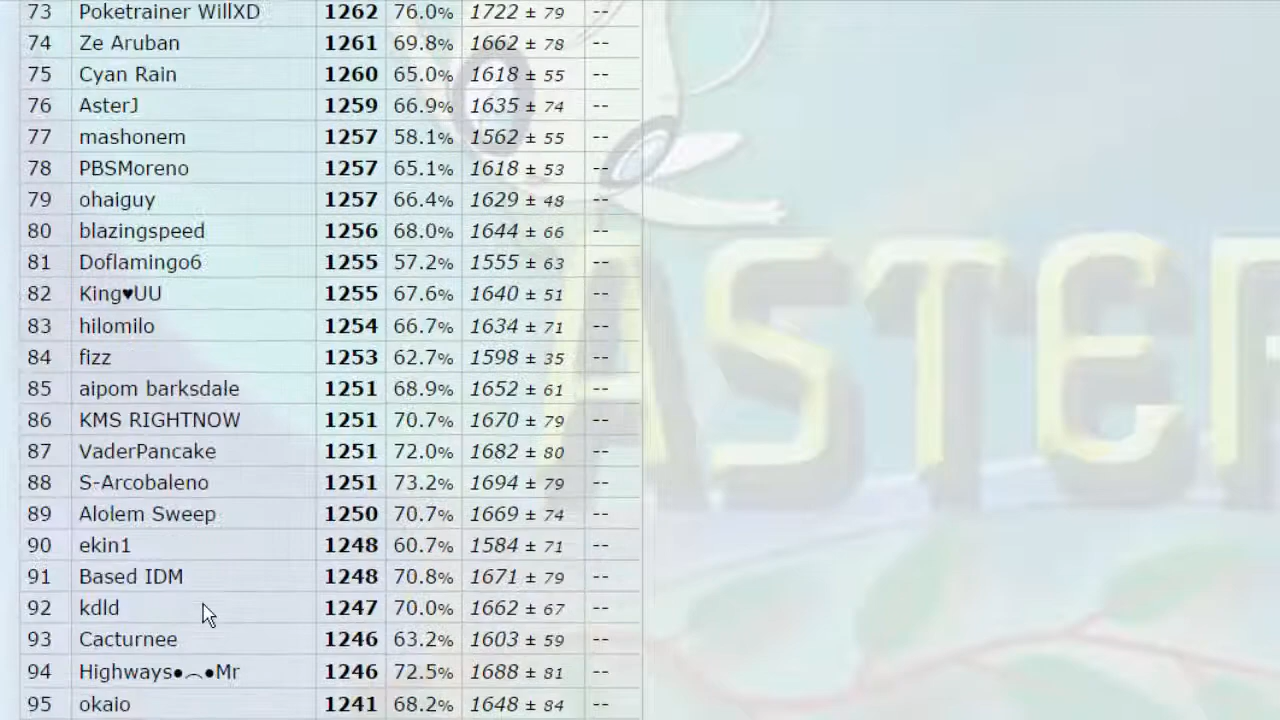 73 Poketrainer WillXD 1262 76.0% 1722 ± 79 --
74 Ze Aruban 1261 69.8% 1662 ± 78 --
75 Cyan Rain 1260 65.0% 1618 ± 55 --
76 AsterJ 1259 66.9% 1635 ± 74 --
77 mashonem 1257 58.1% 1562 ± 55 --
78 PBSMoreno 1257 65.1% 1618 ± 53 --
79 ohaiguy 1257 66.4% 1629 ± 48 --
80 blazingspeed 1256 68.0% 1644 ± 66 --
81 Doflamingo6 1255 57.2% 1555 ± 63 --
82 King♥UU 1255 67.6% 1640 ± 51 --
83 hilomilo 1254 66.7% 1634 ± 71 --
84 fizz 1253 62.7% 1598 ± 35 --
85 aipom barksdale 1251 68.9% 1652 ± 61 --
86 KMS RIGHTNOW 1251 70.7% 1670 ± 79 --
87 VaderPancake 1251 72.0% 1682 ± 80 --
88 S-Arcobaleno 1251 73.2% 1694 ± 79 --
89 Alolem Sweep 1250 70.7% 1669 ± 74 --
90 ekin1 1248 60.7% 1584 ± 71 --
91 Based IDM 1248 70.8% 1671 ± 79 --
92 kdld 1247 70.0% 1662 ± 67 --
93 Cacturnee 1246 63.2% 1603 ± 59 --
94 Highways●︵●Mr 1246 72.5% 1688 ± 81 --
95 okaio 1241 68.2% 1648 ± 84 --
ASTER